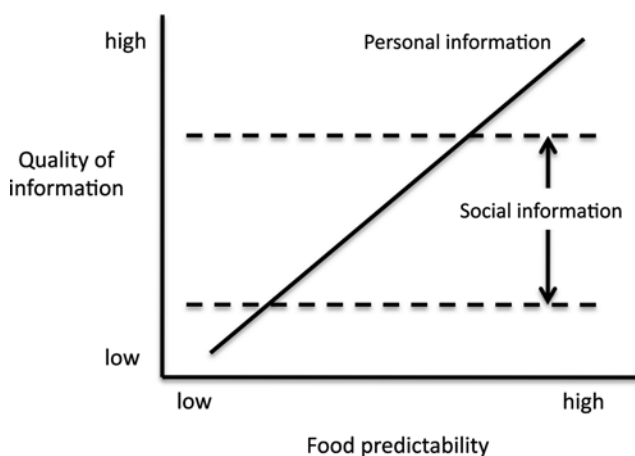 high
Personal information
Quality of
information
Social information
low
low
high
Food predictability